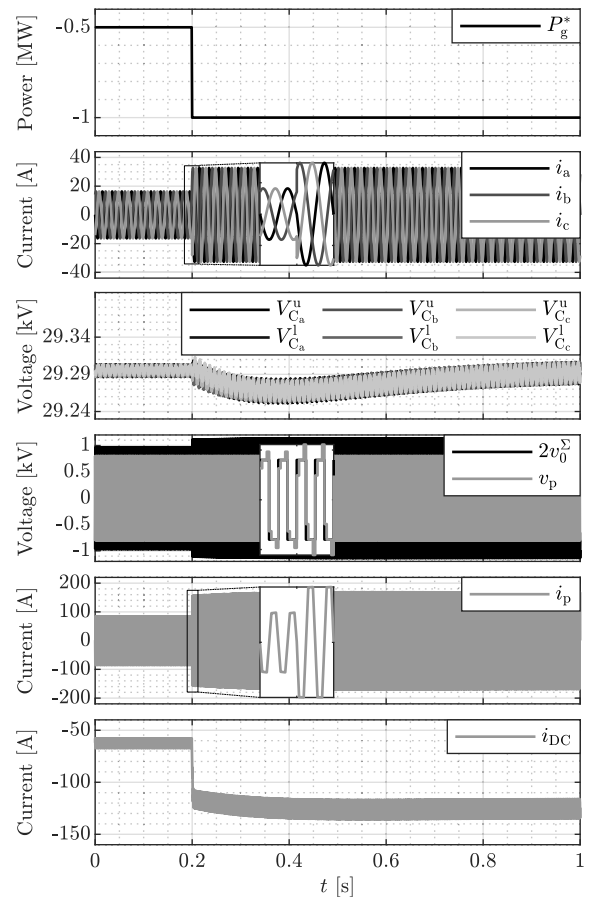 Power [MW]
-0.5
-1
P*g
Current [A]
40
20
0
-20
-40
ia
ib
ic
Voltage [kV]
29.34
29.29
29.24
VuCa VuCb VuCc
VlCa VlCb VlCc
Voltage [kV]
1
0.5
0
-0.5
-1
2vΣ0
vp
Current [A]
200
100
0
-100
-200
ip
Current [A]
-50
-100
-150
iDC
0 0.2 0.4 0.6 0.8 1
t [s]